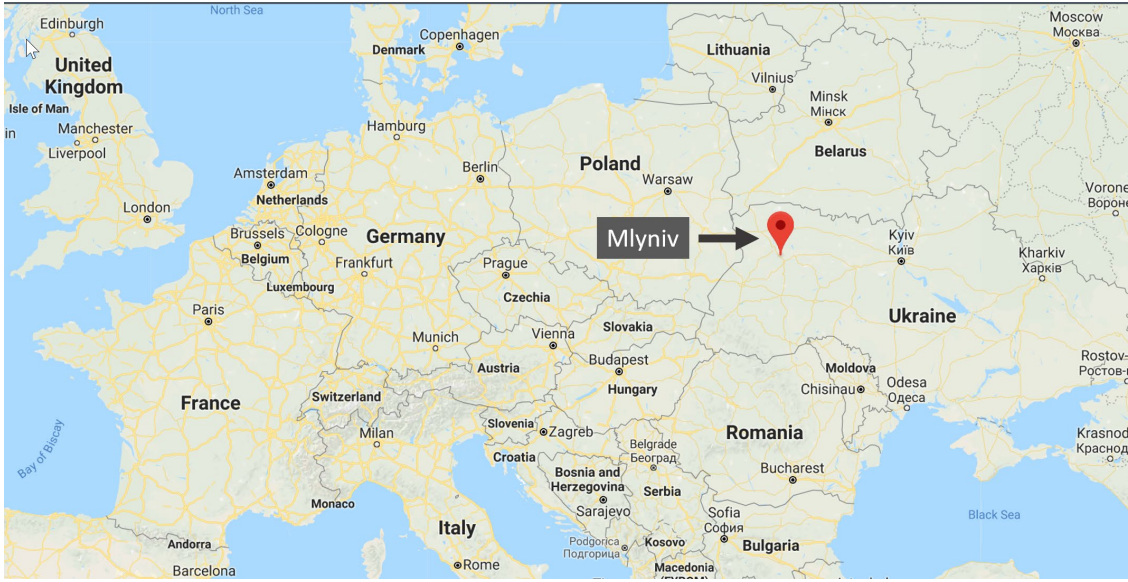 North Sea
Edinburgh
Moscow
Москва
Copenhagen
Denmark
Lithuania
United
Kingdom
Vilnius
Minsk
Мінск
Isle of Man
Manchester
in
Liverpool
Hamburg
Belarus
Amsterdam
Berlin
Poland
Warsaw
Netherlands
London
Vorone
Ворон
Brussels
Cologne
Germany
Mlyniv
Kyiv
Київ
Belgium
Kharkiv
Харків
Frankfurt
Prague
Luxembourg
Czechia
Paris
Ukraine
Slovakia
Munich
Vienna
Budapest
Rostov-
Ростов-
Austria
Moldova
Hungary
Chisinau
Odesa
Одеса
Switzerland
France
Slovenia
Zagreb
Milan
Romania
Krasnod
Краснод
Bay of Biscay
Croatia
Belgrade
Београд
Bucharest
Bosnia and
Herzegovina
Serbia
Monaco
Sarajevo
Sofia
София
Black Sea
Italy
Andorra
Podgorica
Подгорица
Kosovo
Bulgaria
Barcelona
Rome
Macedonia
(FYROM)